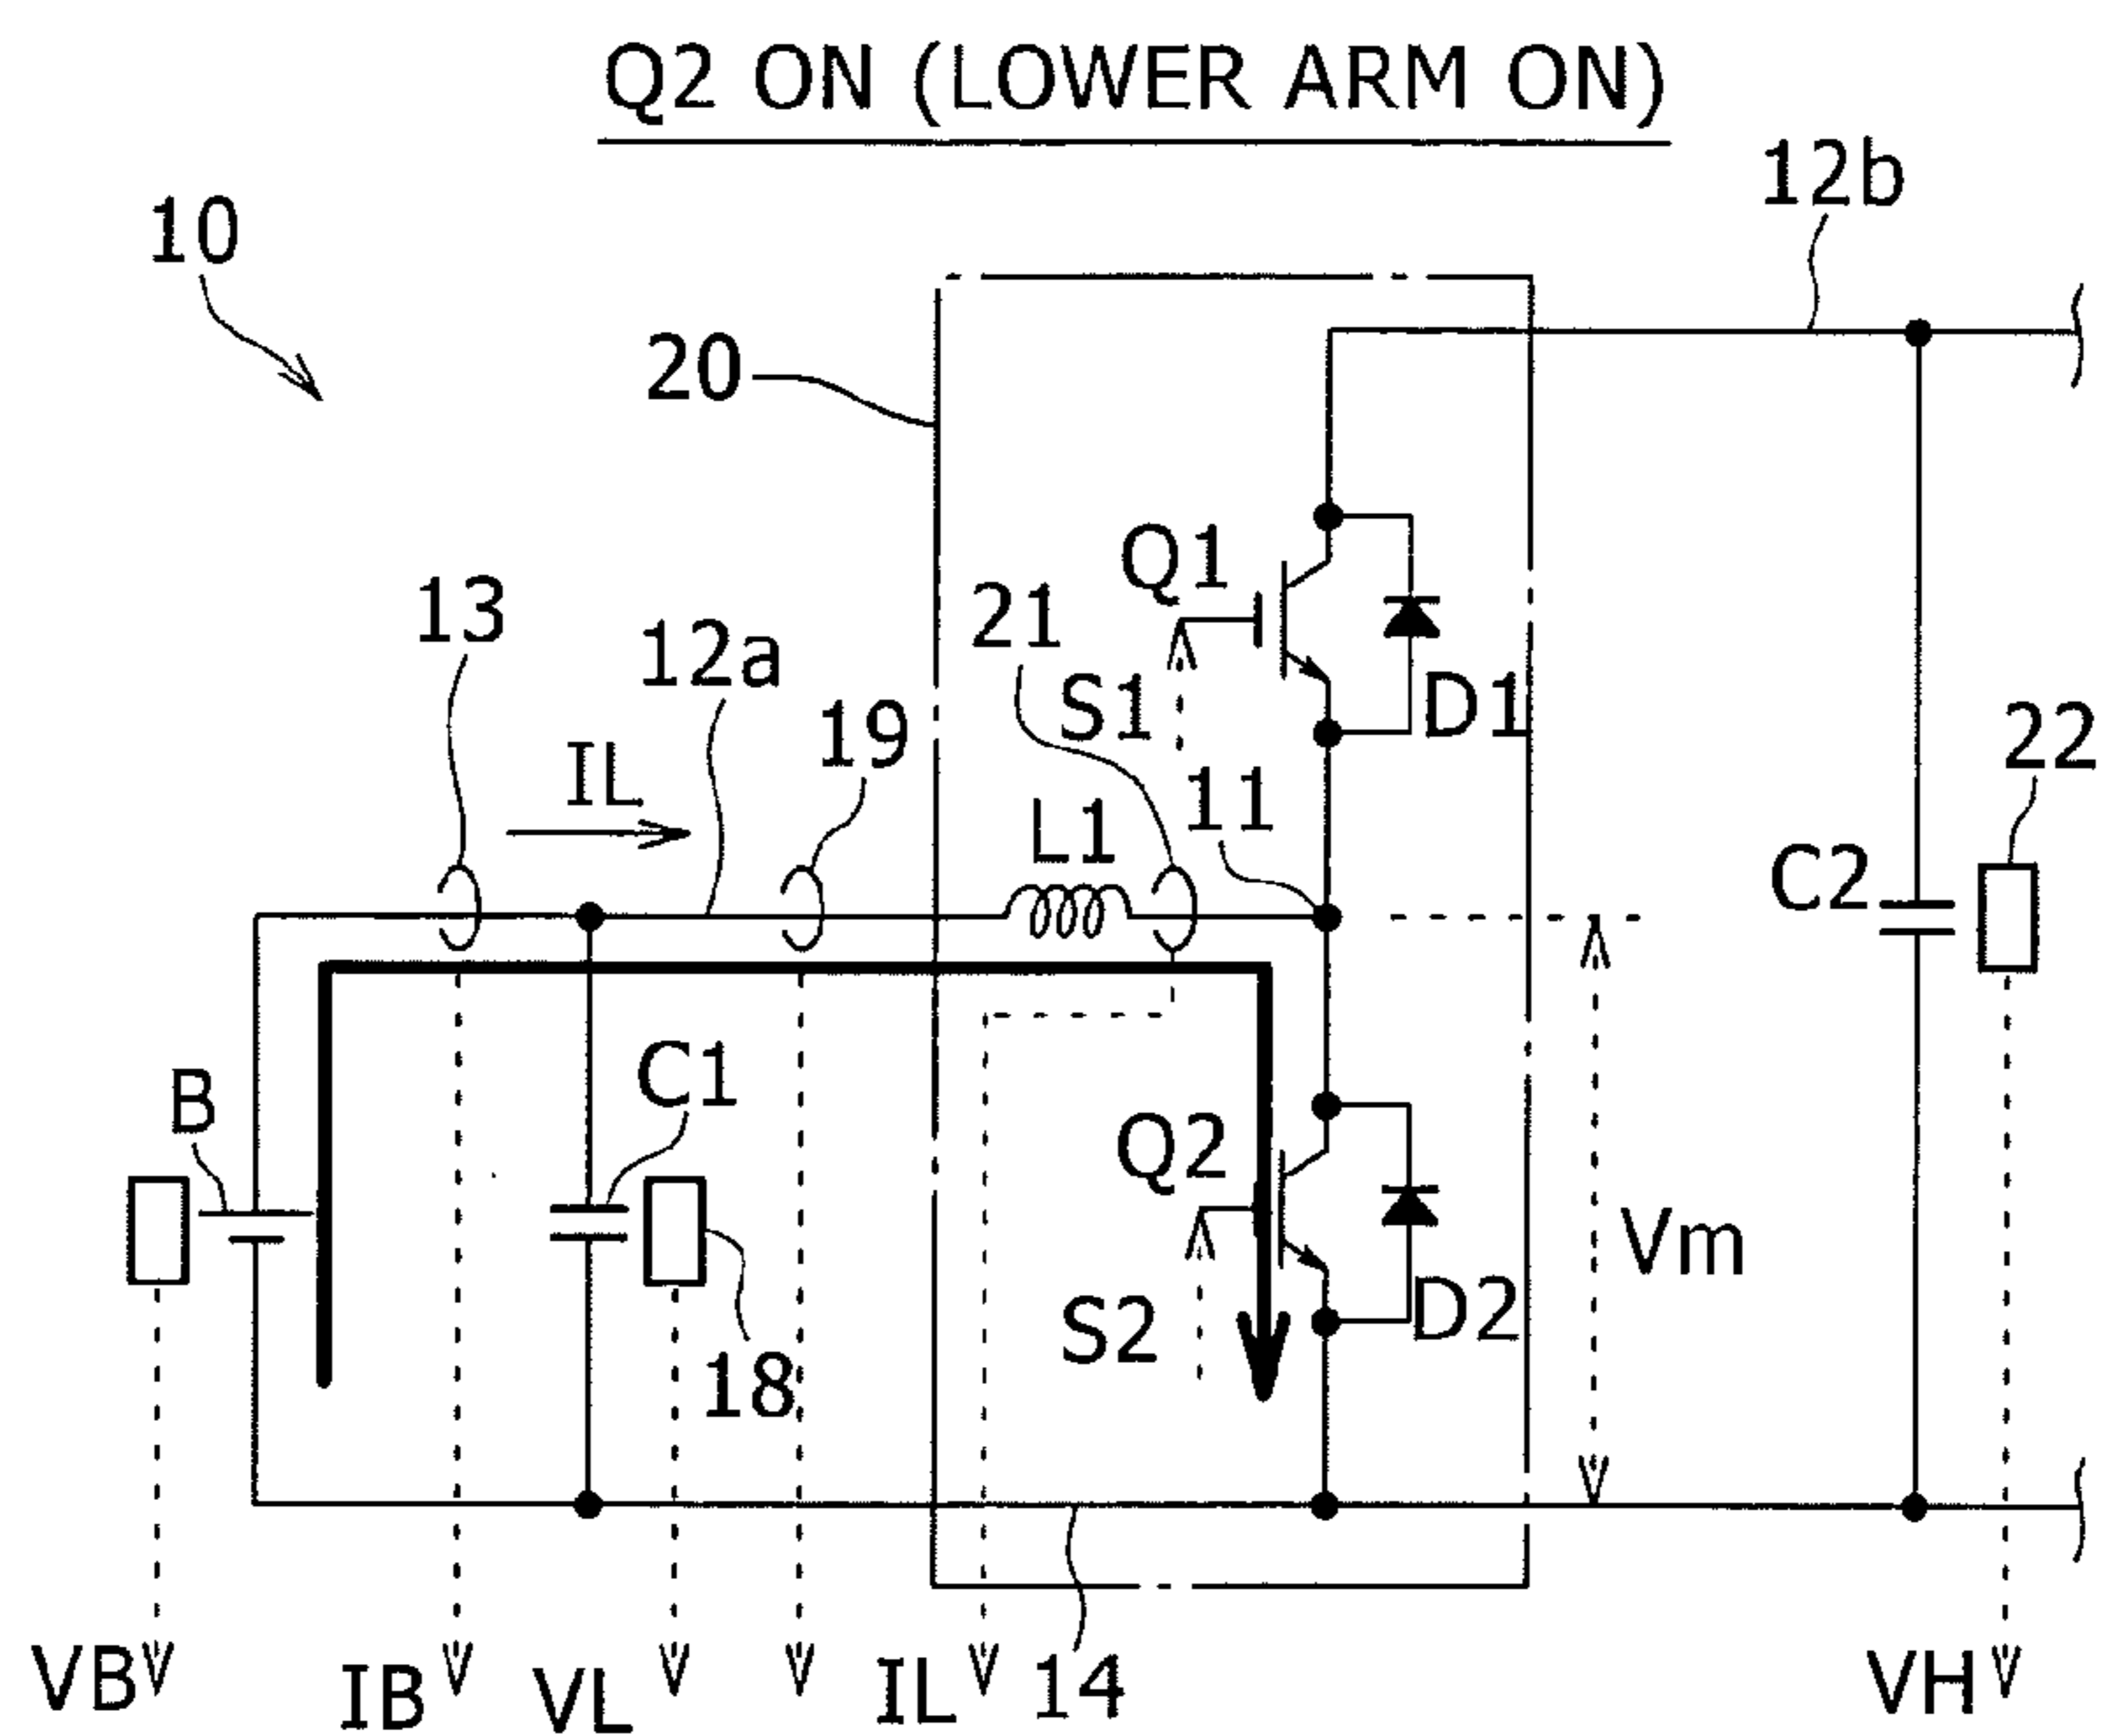 Q2 ON (LOWER ARM ON)
12b
10
20
Q1
13
21
12a
S1
D1
19
22
IL
11
L1
C2
C1
B
Q2
Vm
S2
D2
18
VB
IB
VL
IL
14
VH